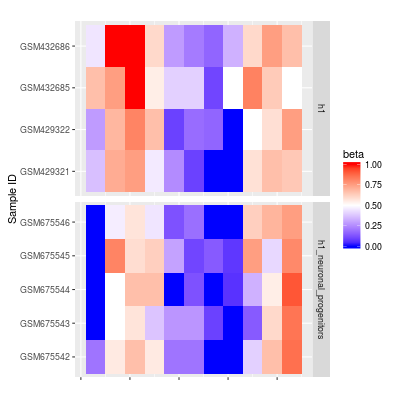 GSM432686
GSM432685
GSM429322
GSM429321
h1
GSM675546
GSM675545
GSM675544
GSM675543
GSM675542
h1_neuronal_progenitors
Sample ID
beta
1.00
0.75
0.50
0.25
0.00